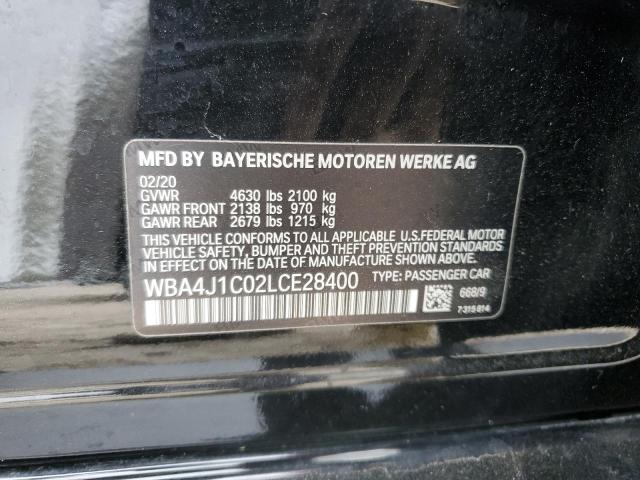 MFD BY BAYERISCHE MOTOREN WERKE AG
02/20
GVWR 4630 lbs 2100 kg
GAWR FRONT 2138 lbs 970 kg
GAWR REAR 2679 lbs 1215 kg
THIS VEHICLE CONFORMS TO ALL APPLICABLE U.S.FEDERAL MOTOR
VEHICLE SAFETY, BUMPER, AND THEFT PREVENTION STANDARDS
IN EFFECT ON THE DATE OF MANUFACTURE SHOWN ABOVE.
WBA4J1C02LCE28400 TYPE: PASSENGER CAR
668/9
7 315 814